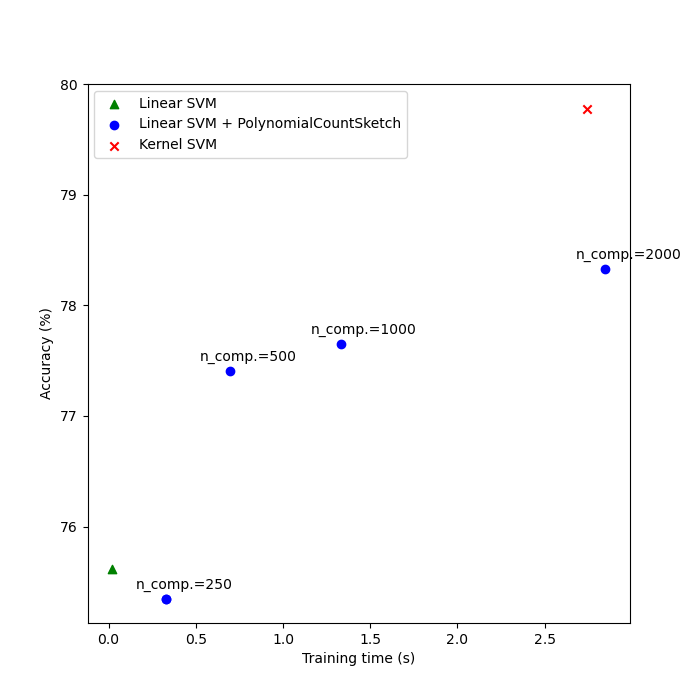 80
79
78
77
76
Accuracy (%)
Linear SVM
Linear SVM + PolynomialCountSketch
Kernel SVM
n_comp.=2000
n_comp.=1000
n_comp.=500
n_comp.=250
0.0 0.5 1.0 1.5 2.0 2.5
Training time (s)